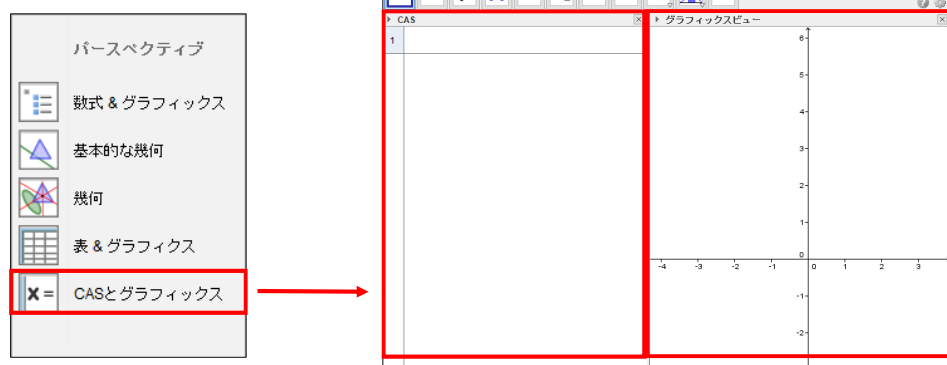 パースペクティブ
数式 & グラフィックス
基本的な幾何
幾何
表 & グラフィクス
X =
CASとグラフィックス
CAS
1
グラフィックスビュー
6
5
4
3
2
1
0
-4 -3 -2 -1 0 1 2 3
-1
-2